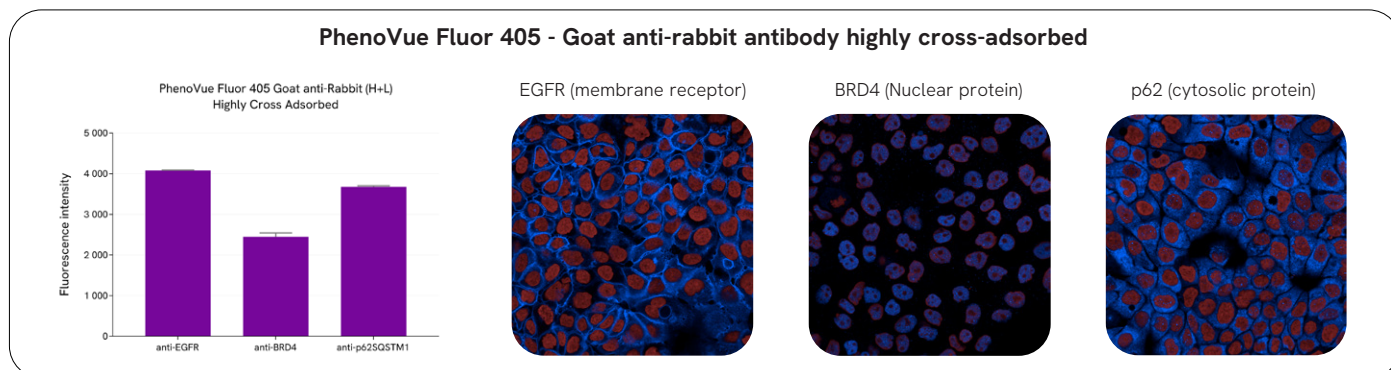 PhenoVue Fluor 405 - Goat anti-rabbit antibody highly cross-adsorbed
PhenoVue Fluor 405 Goat anti-Rabbit (H+L)
Highly Cross Adsorbed
Fluorescence intensity
5 000
4 000
3 000
2 000
1 000
0
anti-EGFR
anti-BRD4
anti-p62SQSTM1
EGFR (membrane receptor)
BRD4 (Nuclear protein)
p62 (cytosolic protein)